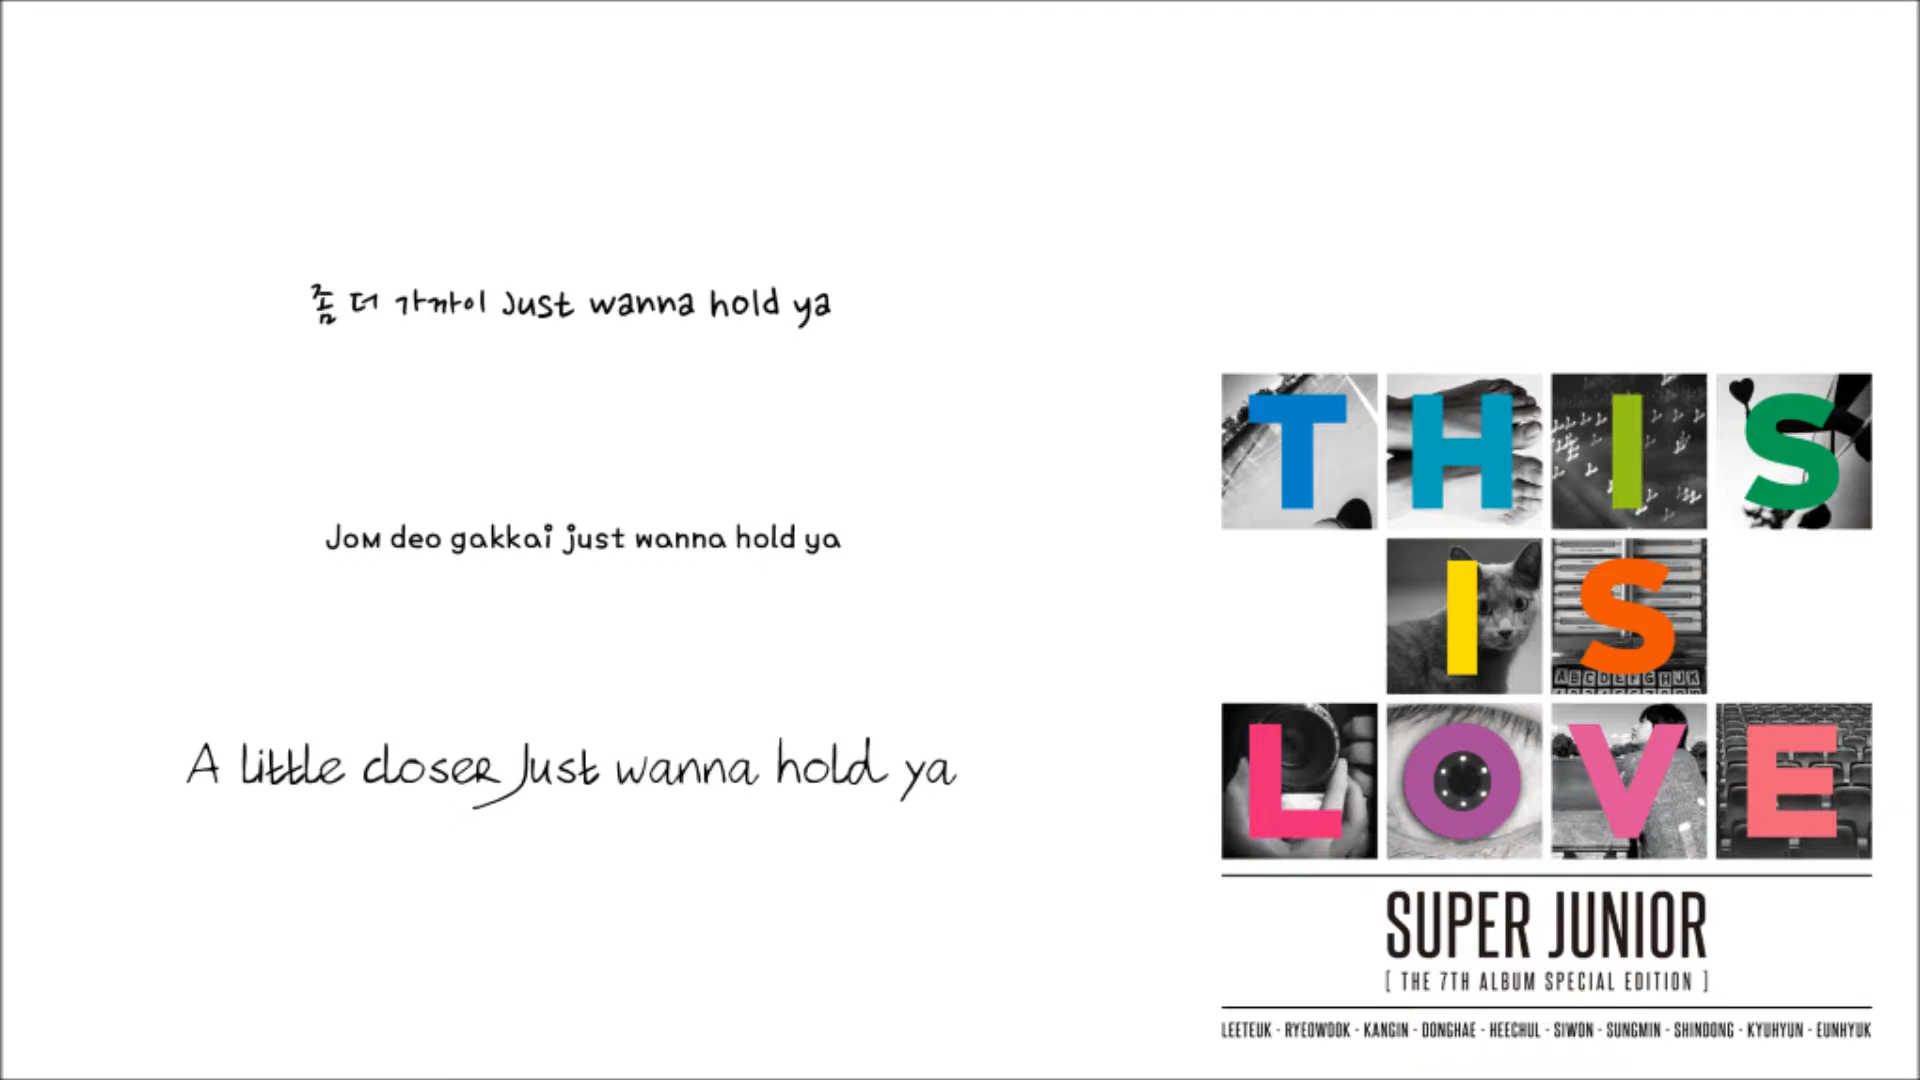 좀 더 가까이 Just wanna hold ya
Jom deo gakkai just wanna hold ya
A little closer Just wanna hold ya
THIS
IS
ABCDEFGHJK
LOVE
SUPER JUNIOR
[ THE 7TH ALBUM SPECIAL EDITION ]
LEETEUK - RYEOWOOK - KANGIN - DONGHAE - HEECHUL - SIWON - SUNGMIN - SHINDONG - KYUHYUN - EUNHYUK